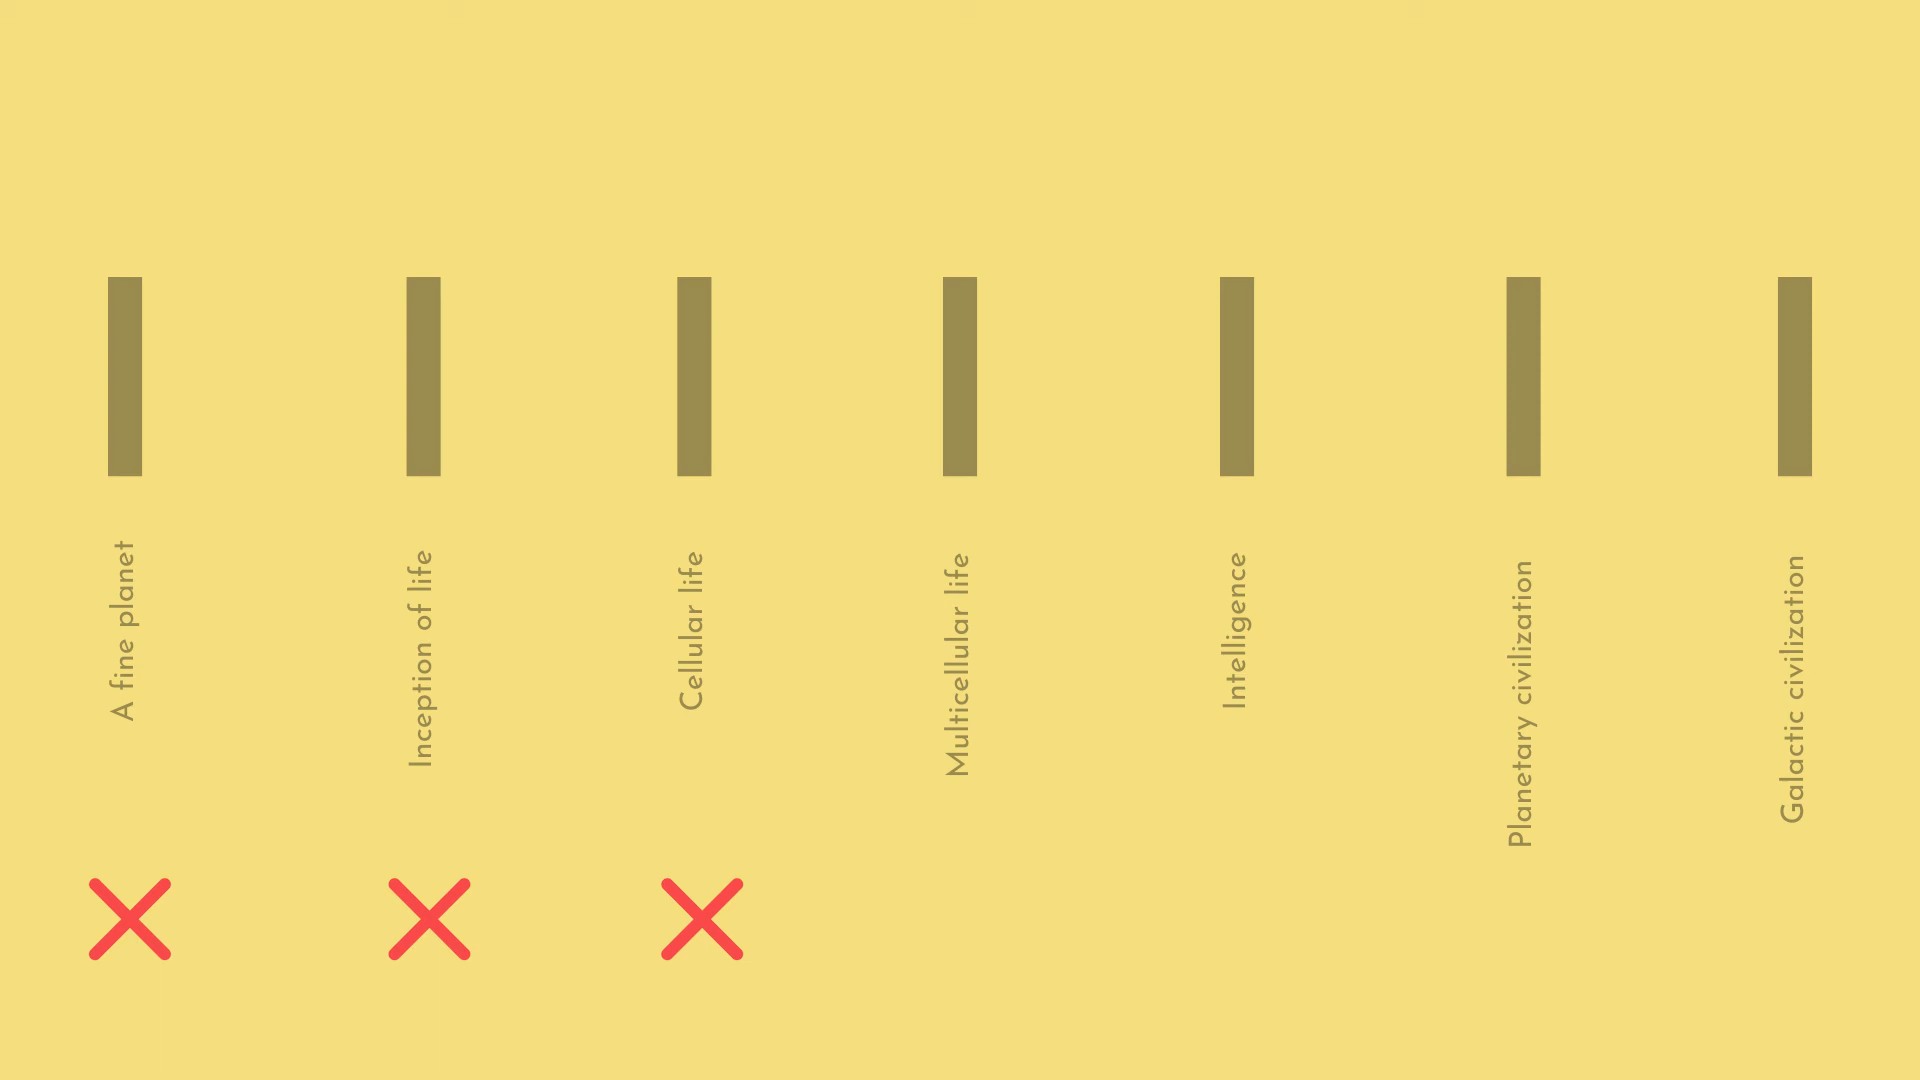 A fine planet
Inception of life
Cellular life
Multicellular life
Intelligence
Planetary civilization
Galactic civilization